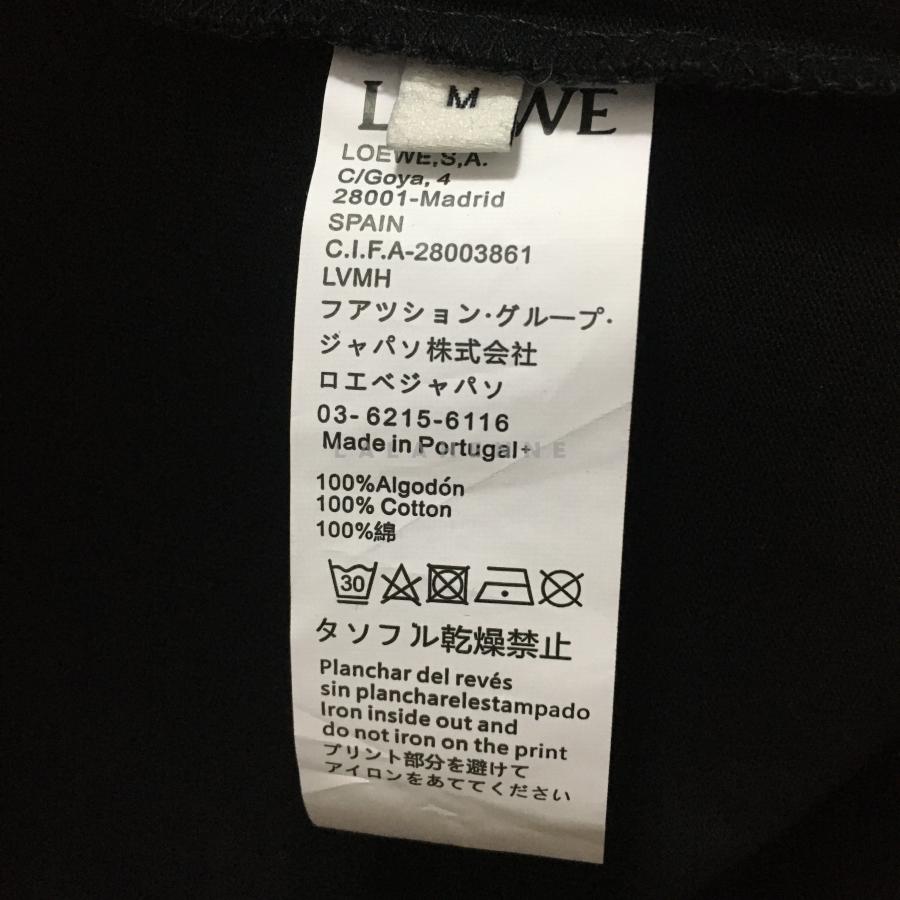 M
LOEWE
LOEWE,S,A.
C/Goya, 4
28001-Madrid
SPAIN
C.I.F.A-28003861
LVMH
フアツション·グループ·
ジャパソ株式会社
ロエベジャパソ
03- 6215-6116
Made in Portugal+
100%Algodón
100% Cotton
100%綿
30
タソフル乾燥禁止
Planchar del revés
sin plancharelestampado
Iron inside out and
do not iron on the print
プリント部分を避けて
アイロンをあててください